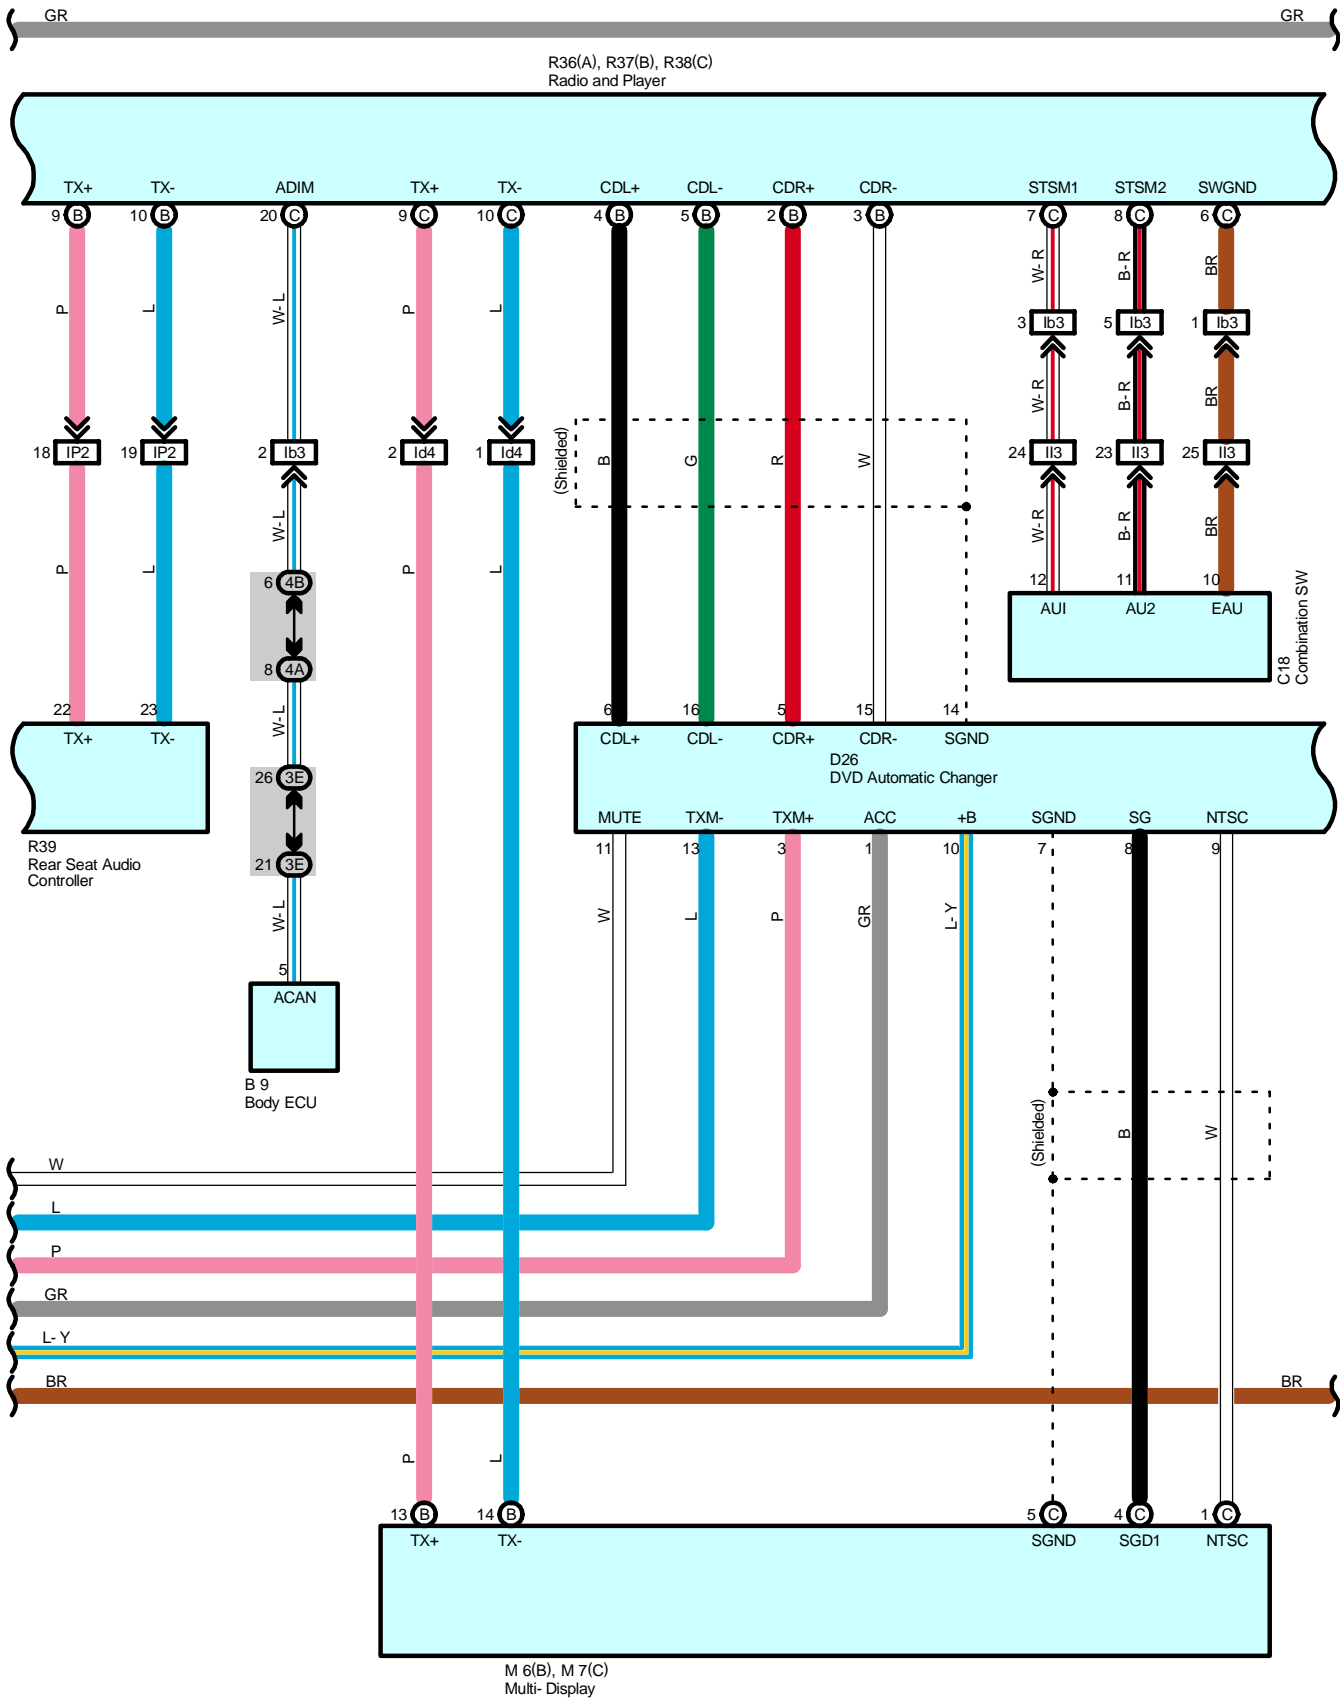 GR GR
R36(A), R37(B), R38(C)
Radio and Player
TX+ TX- ADIM TX+ TX- CDL+ CDL- CDR+ CDR- STSM1 STSM2 SWGND
9 B 10 B 20 C 9 C 10 C 4 B 5 B 2 B 3 B 7 C 8 C 6 C
W-R B-R BR
P L W-L P L
3 Ib3 5 Ib3 1 Ib3
W-R B-R BR
18 IP2 19 IP2 2 Ib3 2 Id4 1 Id4 (Shielded) B G R W 24 II3 23 II3 25 II3
W-L W-R B-R BR
P L P L
6 4B 12 11 10
AUI AU2 EAU
C18
Combination SW
8 4A
22 23 W-L 6 16 5 15 14
TX+ TX- CDL+ CDL- CDR+ CDR- SGND
D26
DVD Automatic Changer
26 3E
MUTE TXM- TXM+ ACC +B SGND SG NTSC
11 13 3 1 10 7 8 9
R39
Rear Seat Audio
Controller
21 3E
W-L W L P GR L-Y
5
ACAN
B 9
Body ECU
(Shielded) B W
W
L
P
GR
L-Y
BR BR
P L
13 B 14 B 5 C 4 C 1 C
TX+ TX- SGND SGD1 NTSC
M 6(B), M 7(C)
Multi- Display